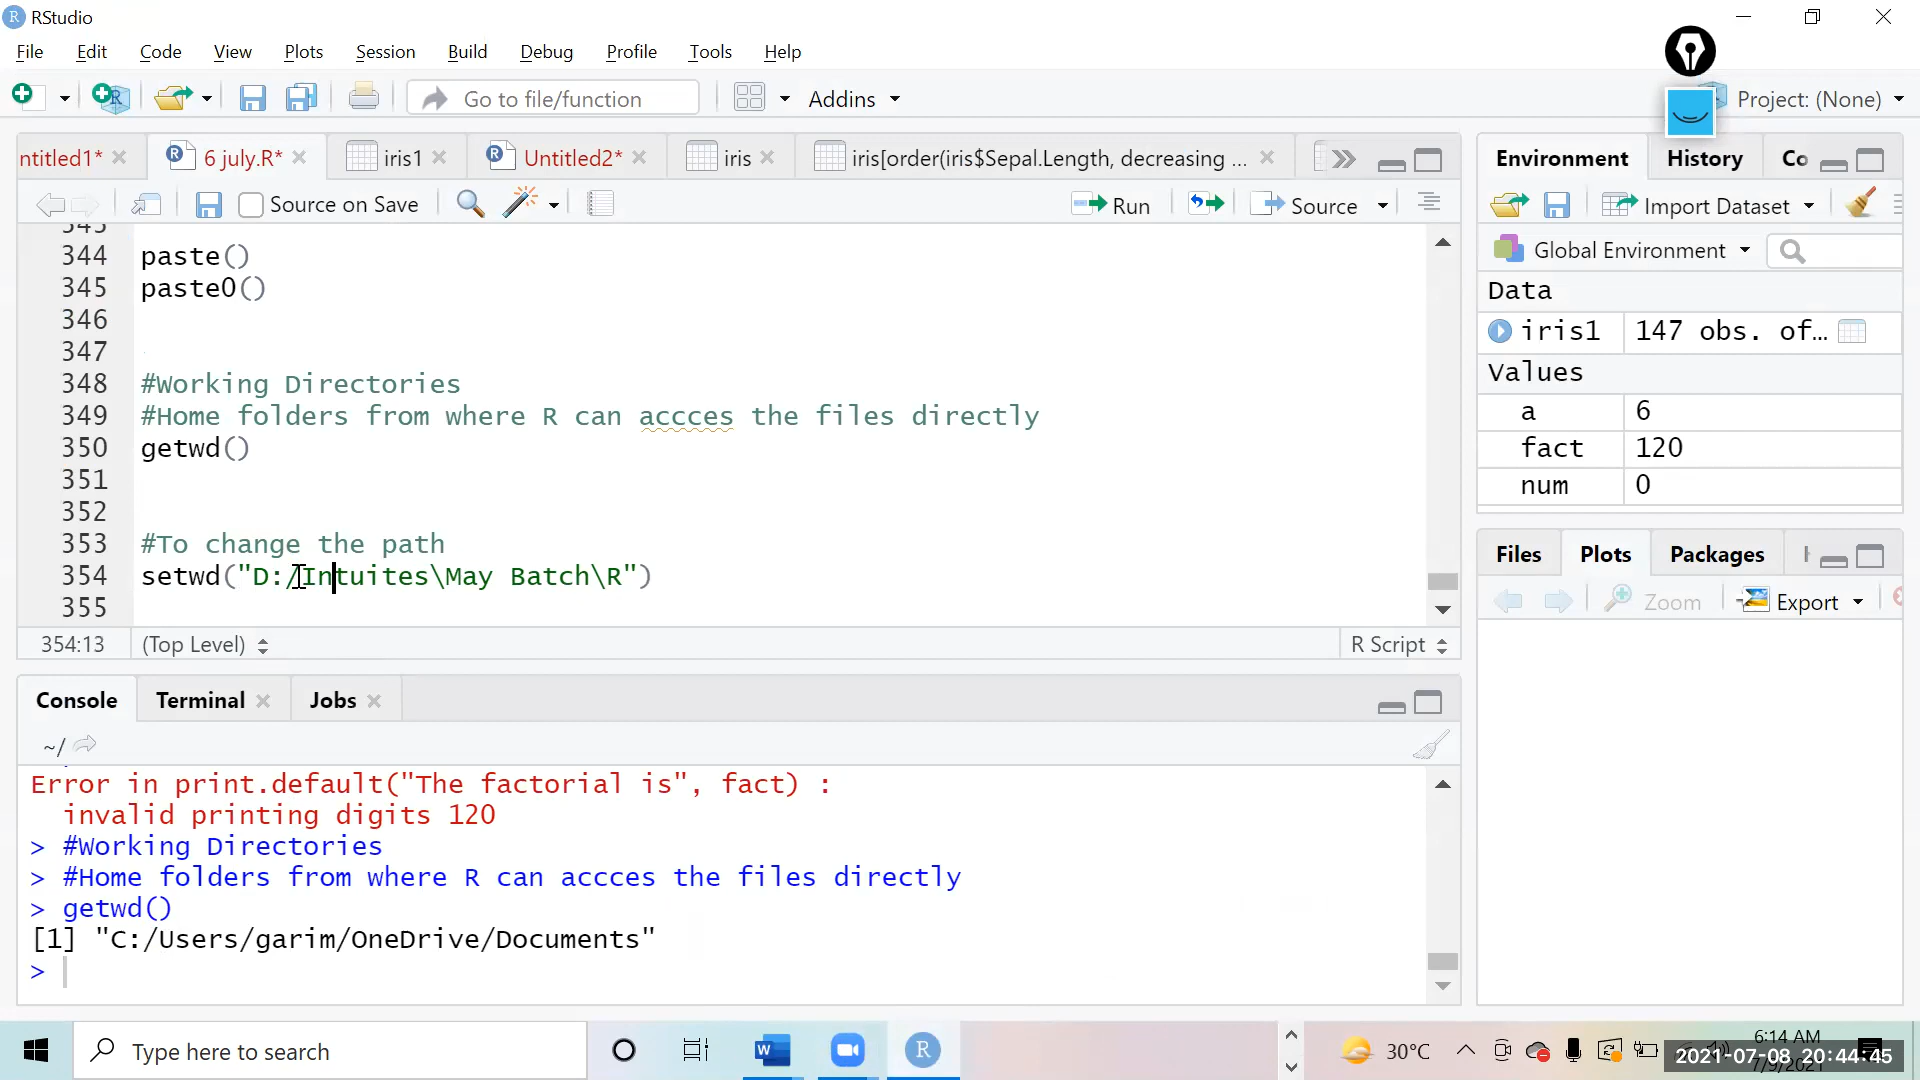 RStudio
File Edit Code View Plots Session Build Debug Profile Tools Help
Go to file/function Addins Project: (None)
ntitled1* 6 july.R* iris1 Untitled2* iris iris[order(iris$Sepal.Length, decreasing ...
Source on Save Run Source
344 paste()
345 paste0()
346
347
348 #Working Directories
349 #Home folders from where R can accces the files directly
350 getwd()
351
352
353 #To change the path
354 setwd("D:/Intuites\May Batch\R")
355
354:13 (Top Level) R Script
Console Terminal Jobs
~/
Error in print.default("The factorial is", fact) :
invalid printing digits 120
> #Working Directories
> #Home folders from where R can accces the files directly
> getwd()
[1] "C:/Users/garim/OneDrive/Documents"
>
Environment History Co
Import Dataset
Global Environment
Data
iris1 147 obs. of...
Values
a 6
fact 120
num 0
Files Plots Packages
Zoom Export
Type here to search
30°C
6:14 AM
2021-07-08 20:44:45